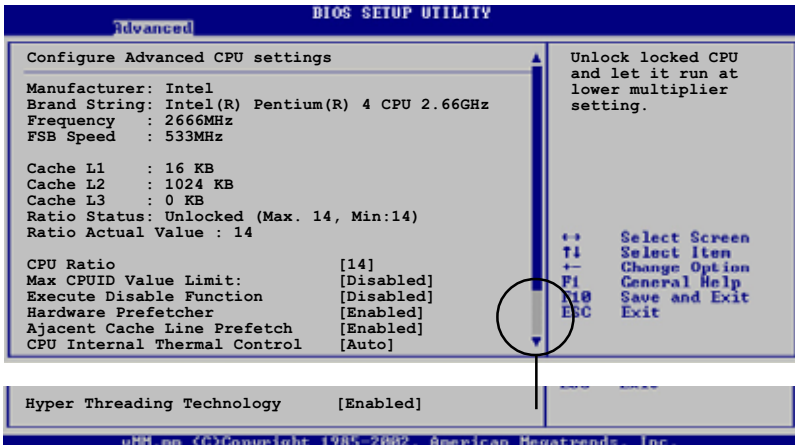 BIOS SETUP UTILITY
Advanced
Configure Advanced CPU settings
Manufacturer: Intel
Brand String: Intel(R) Pentium(R) 4 CPU 2.66GHz
Frequency : 2666MHz
FSB Speed : 533MHz
Cache L1 : 16 KB
Cache L2 : 1024 KB
Cache L3 : 0 KB
Ratio Status: Unlocked (Max. 14, Min:14)
Ratio Actual Value : 14
CPU Ratio [14]
Max CPUID Value Limit: [Disabled]
Execute Disable Function [Disabled]
Hardware Prefetcher [Enabled]
Ajacent Cache Line Prefetch [Enabled]
CPU Internal Thermal Control [Auto]
Unlock locked CPU
and let it run at
lower multiplier
setting.
↔ Select Screen
↑↓ Select Item
+- Change Option
F1 General Help
F10 Save and Exit
ESC Exit
Hyper Threading Technology [Enabled]
(C)Copyright 1985-2002, American Megatrends, Inc.